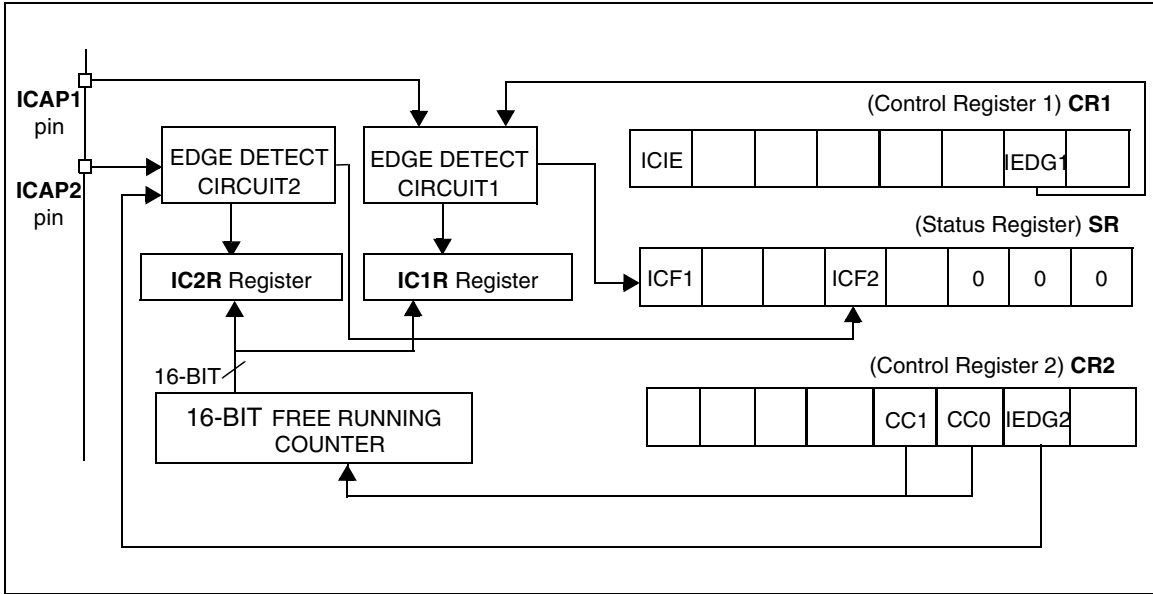 ICAP1
pin
ICAP2
pin
EDGE DETECT
CIRCUIT2
EDGE DETECT
CIRCUIT1
IC2R Register
IC1R Register
16-BIT
16-BIT FREE RUNNING
COUNTER
(Control Register 1) CR1
ICIE IEDG1
(Status Register) SR
ICF1 ICF2 0 0 0
(Control Register 2) CR2
CC1 CC0 IEDG2